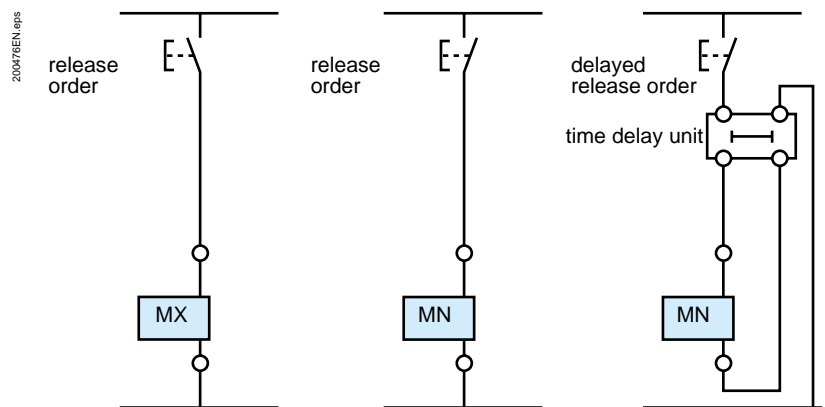 200476EN.eps
release
order
release
order
delayed
release order
time delay unit
MX
MN
MN